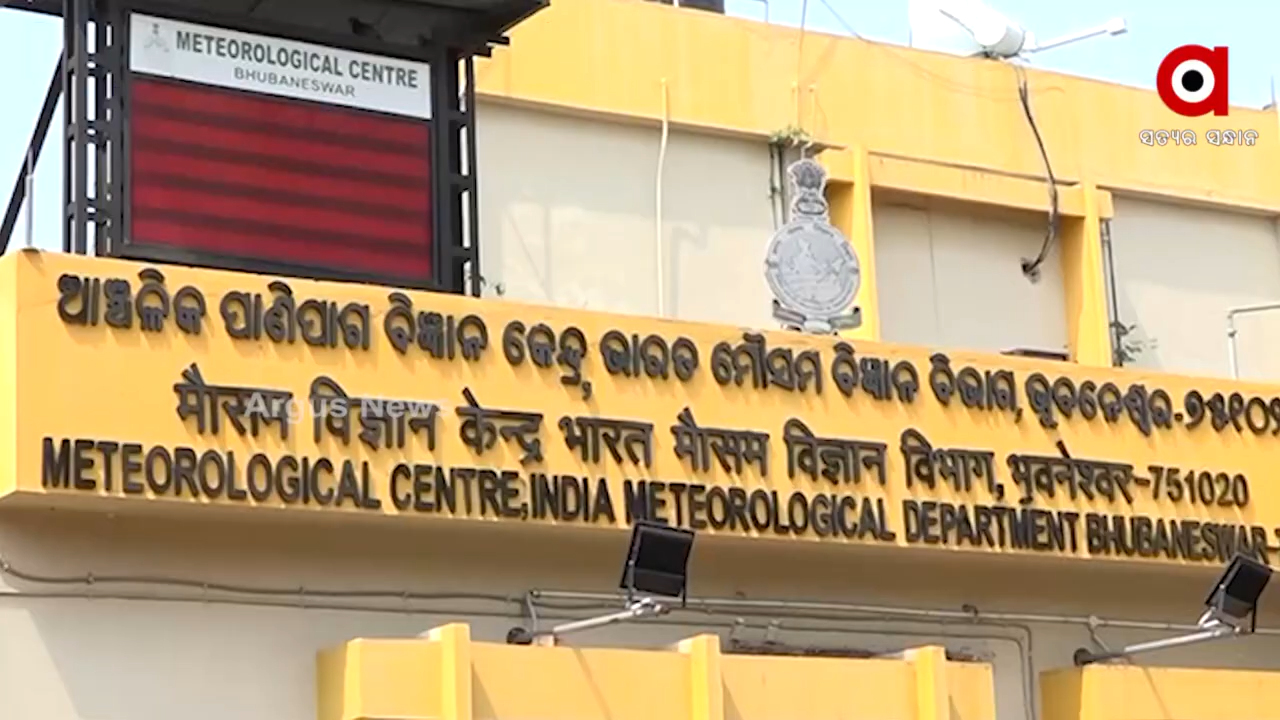 METEOROLOGICAL CENTRE
BHUBANESWAR
ସତ୍ୟର ସନ୍ଧାନ
ଆଞ୍ଚଳିକ ପାଣିପାଗ ବିଜ୍ଞାନ କେନ୍ଦ୍ର, ଭାରତ ମୌସମ ବିଜ୍ଞାନ ବିଭାଗ, ଭୁବନେଶ୍ୱର-୭୫୧୦୨
मौसम विज्ञान केन्द्र भारत मौसम विज्ञान विभाग, भुवनेश्वर-751020
Argus News
METEOROLOGICAL CENTRE,INDIA METEOROLOGICAL DEPARTMENT BHUBANESWAR-